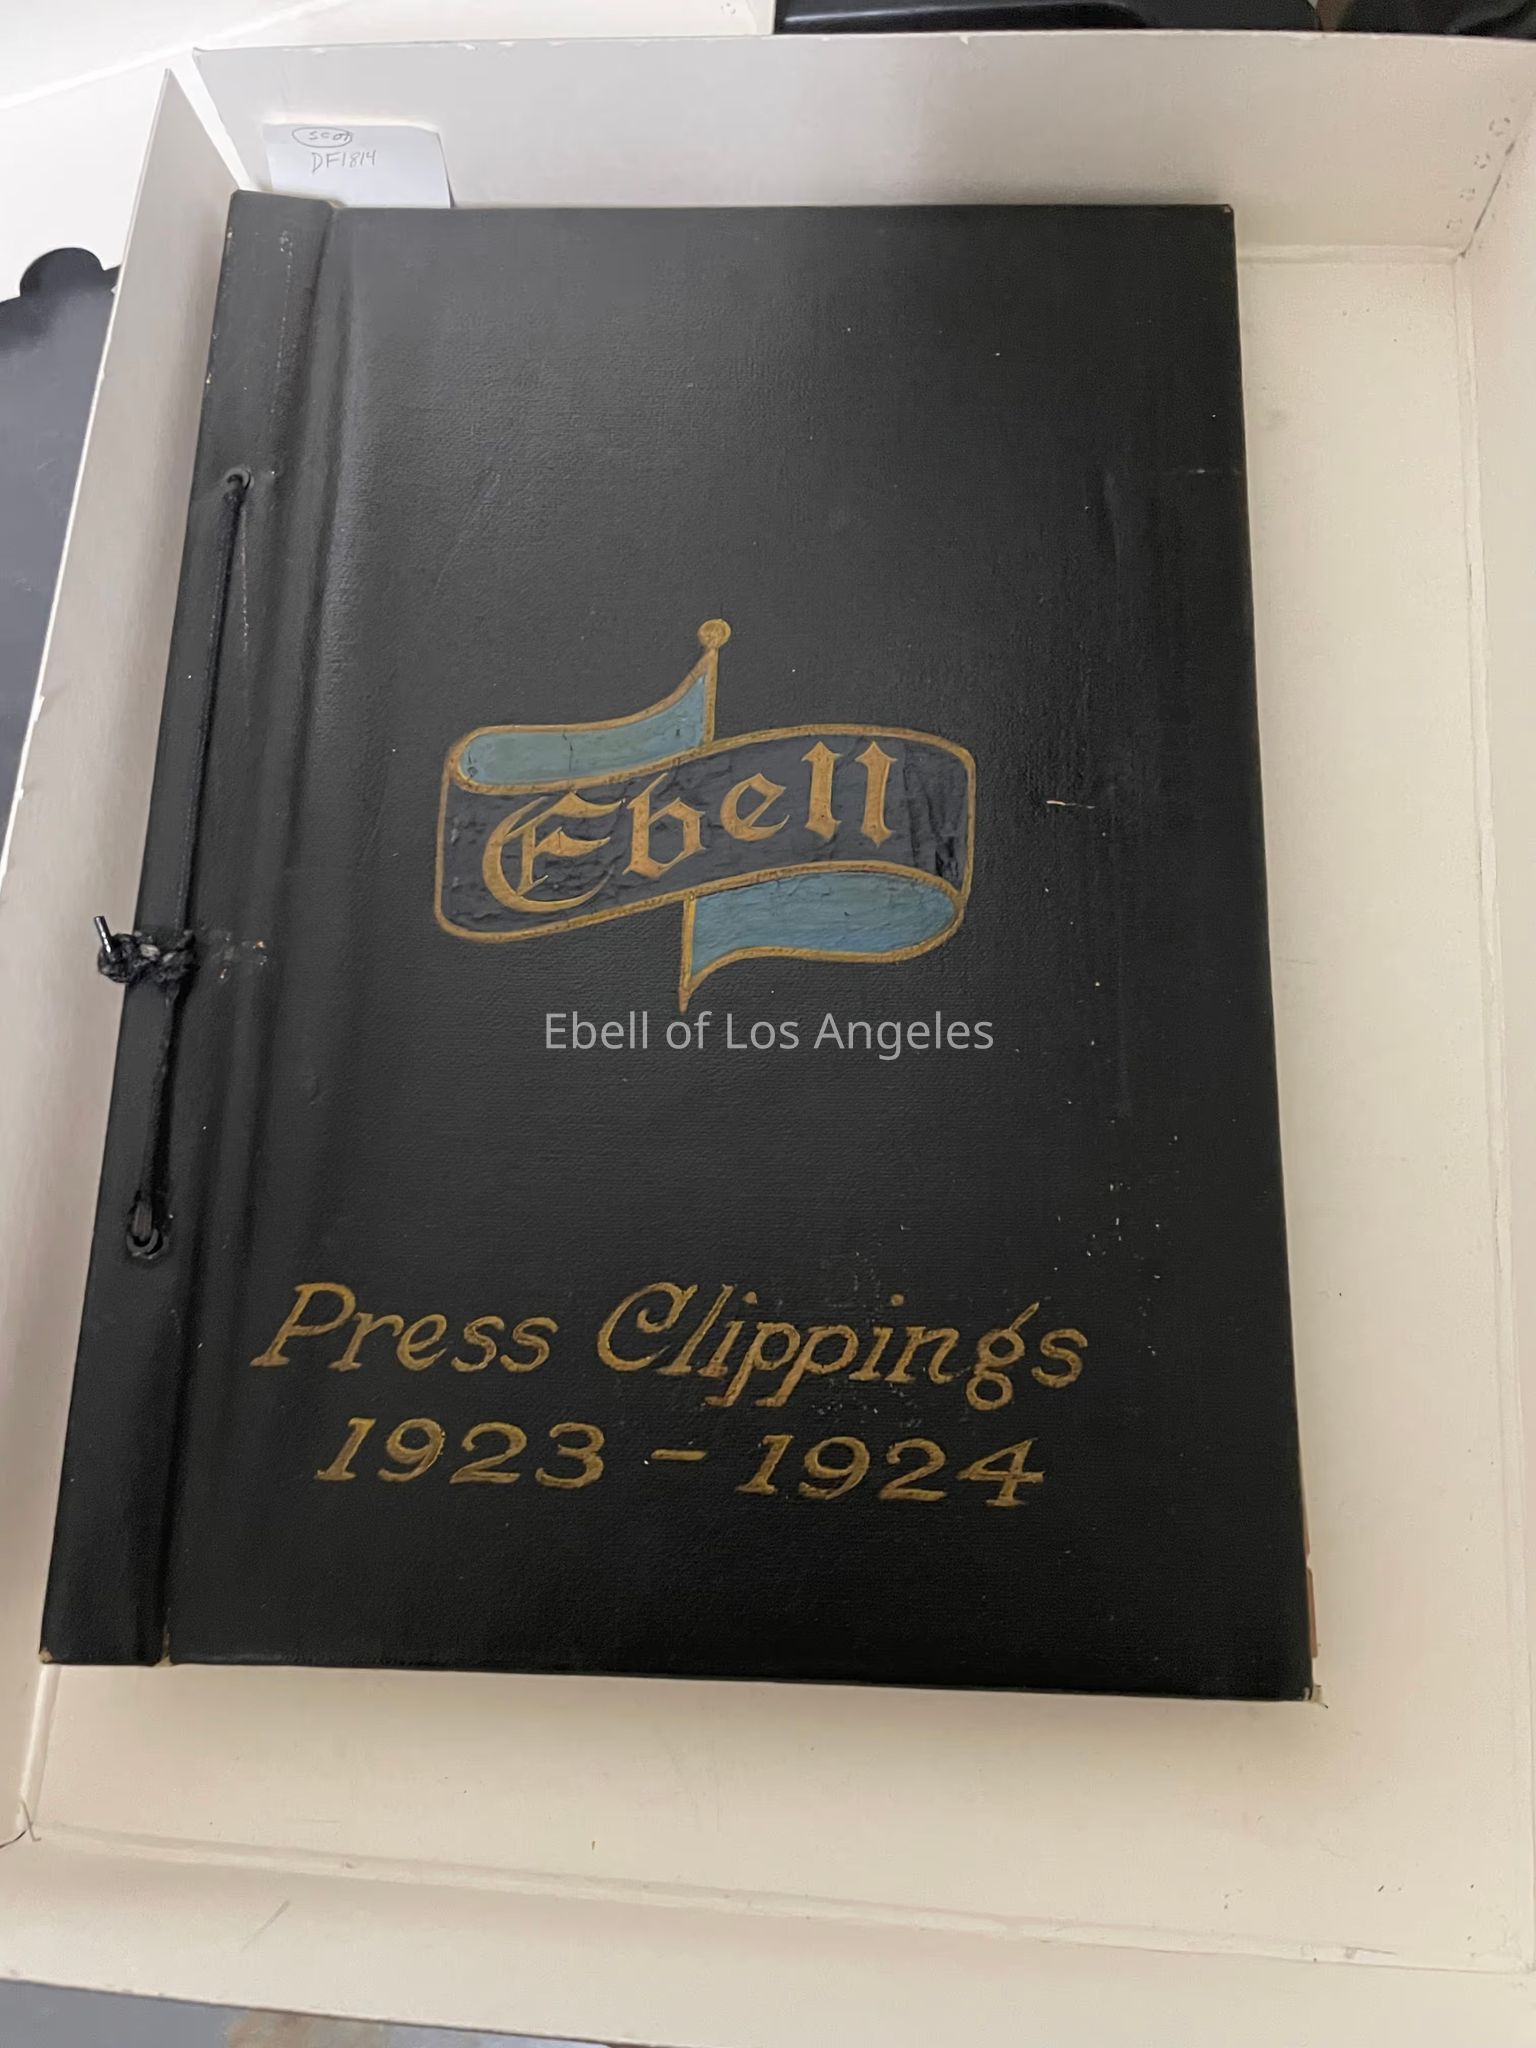 DF1814
Ebell
Ebell of Los Angeles
Press Clippings
1923 - 1924